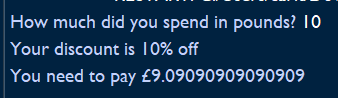 How much did you spend in pounds? 10
Your discount is 10% off
You need to pay £9.09090909090909